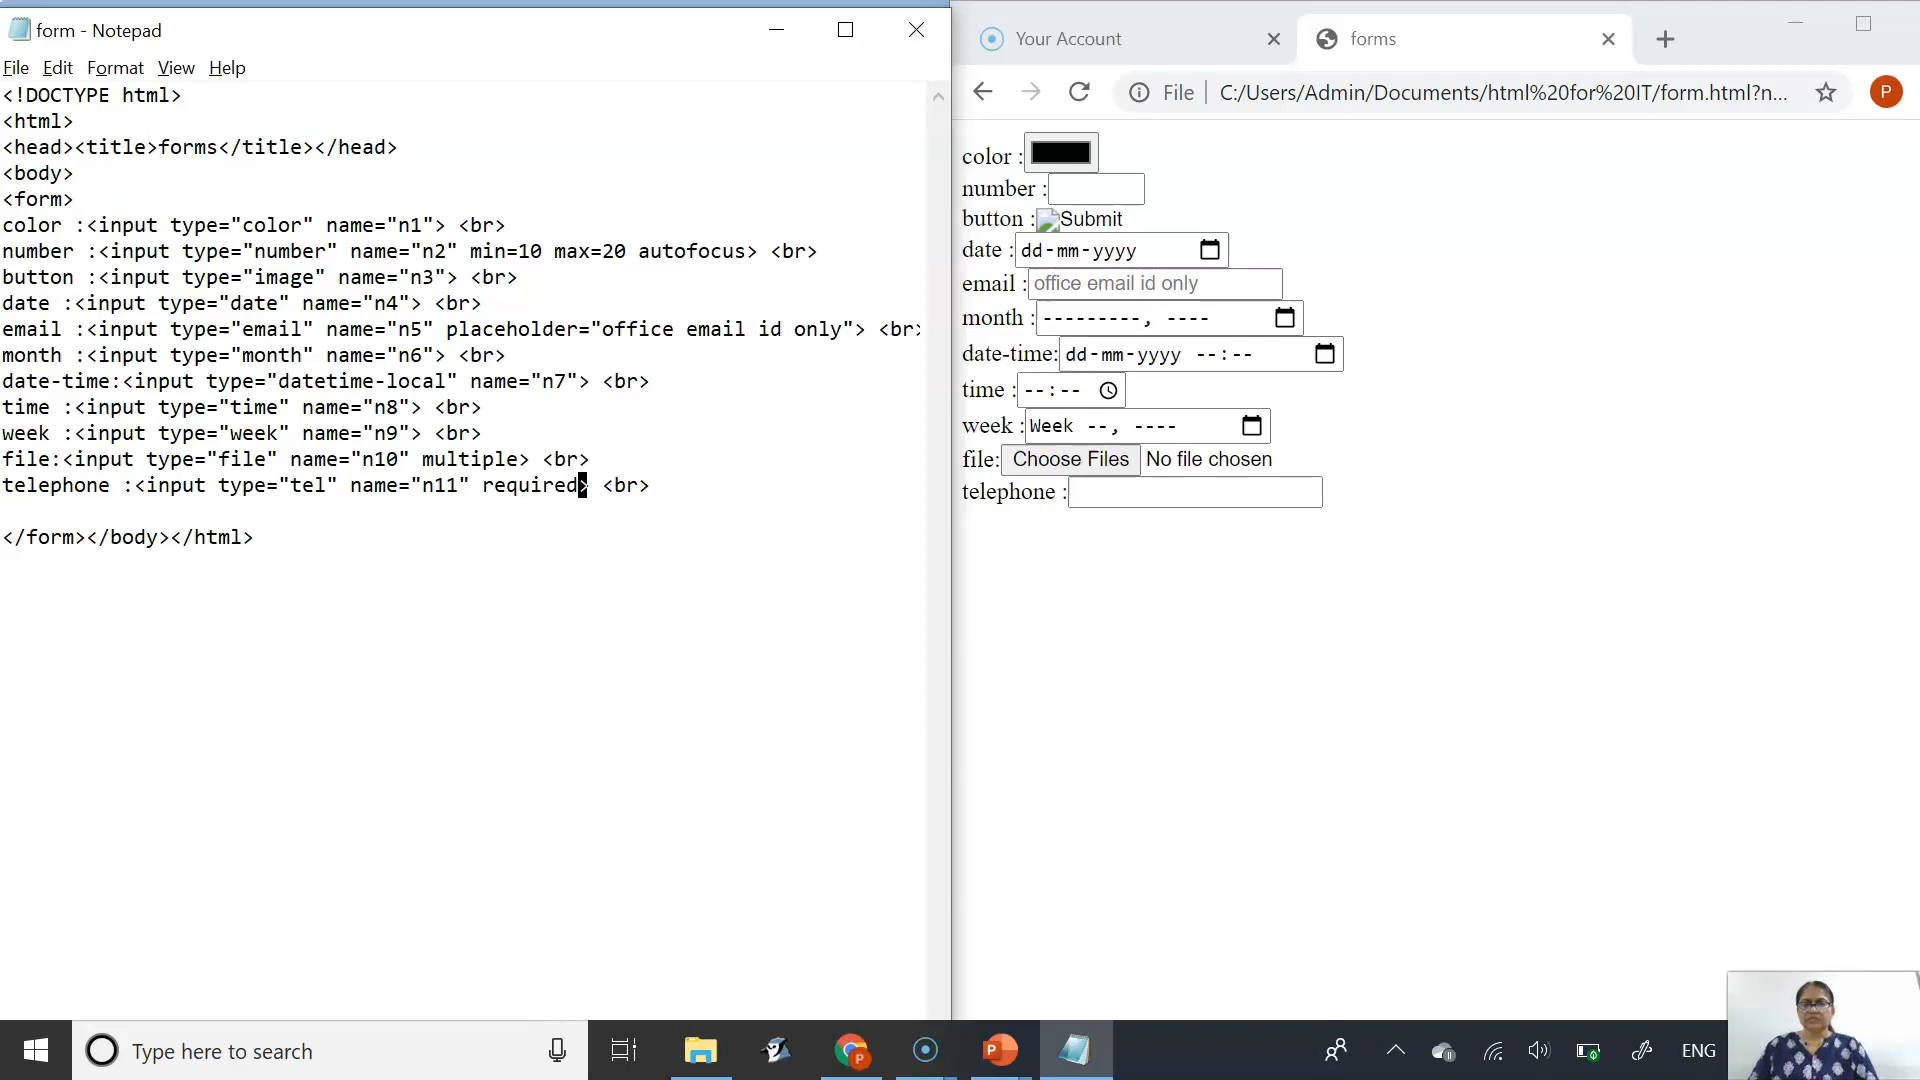 form - Notepad
File Edit Format View Help
<!DOCTYPE html>
<html>
<head><title>forms</title></head>
<body>
<form>
color :<input type="color" name="n1"> <br>
number :<input type="number" name="n2" min=10 max=20 autofocus> <br>
button :<input type="image" name="n3"> <br>
date :<input type="date" name="n4"> <br>
email :<input type="email" name="n5" placeholder="office email id only"> <br>
month :<input type="month" name="n6"> <br>
date-time:<input type="datetime-local" name="n7"> <br>
time :<input type="time" name="n8"> <br>
week :<input type="week" name="n9"> <br>
file:<input type="file" name="n10" multiple> <br>
telephone :<input type="tel" name="n11" required> <br>
</form></body></html>
Your Account
forms
File | C:/Users/Admin/Documents/html%20for%20IT/form.html?n...
P
color :
number :
button : Submit
date : dd-mm-yyyy
email : office email id only
month : ---------, ----
date-time: dd-mm-yyyy --:--
time : --:--
week : Week --, ----
file: Choose Files No file chosen
telephone :
Type here to search
P
P
ENG